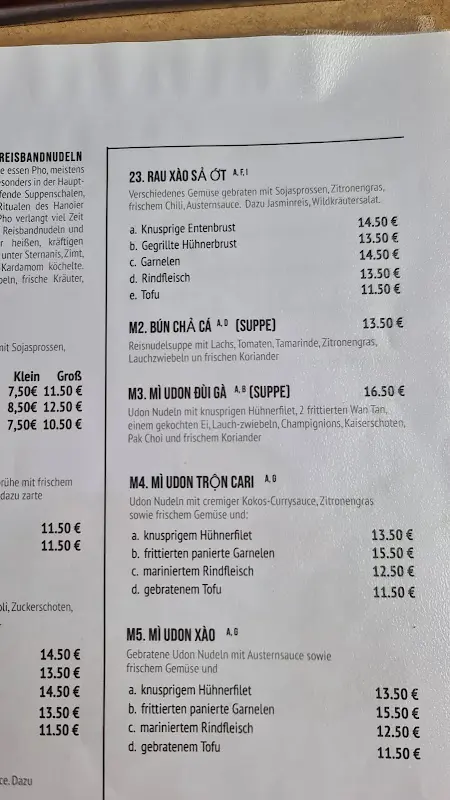 REISBANDNUDELN
e essen Pho, meistens
esonders in der Haupt-
fende Suppenschalen,
Ritualen des Hanoier
Pho verlangt viel Zeit
Reisbandnudeln und
r heißen, kräftigen
unter Sternanis, Zimt,
Kardamom köchelte.
beln, frische Kräuter,
mit Sojasprossen,
Klein Groß
7,50€ 11.50 €
8,50€ 12.50 €
7,50€ 10.50 €
rühe mit frischem
dazu zarte
11.50 €
11.50 €
oli, Zuckerschoten,
14.50 €
13.50 €
14.50 €
13.50 €
11.50 €
ce. Dazu
23. RAU XÀO SẢ ỚT A, F, I
Verschiedenes Gemüse gebraten mit Sojasprossen, Zitronengras,
frischem Chili, Austernsauce. Dazu Jasminreis, Wildkräutersalat.
a. Knusprige Entenbrust 14.50 €
b. Gegrillte Hühnerbrust 13.50 €
c. Garnelen 14.50 €
d. Rindfleisch 13.50 €
e. Tofu 11.50 €
M2. BÚN CHẢ CÁ A, D (SUPPE) 13.50 €
Reisnudelsuppe mit Lachs, Tomaten, Tamarinde, Zitronengras,
Lauchzwiebeln un frischen Koriander
M3. MÌ UDON ĐÙI GÀ A, B (SUPPE) 16.50 €
Udon Nudeln mit knusprigen Hühnerfilet, 2 frittierten Wan Tan,
einem gekochten Ei, Lauch-zwiebeln, Champignions, Kaiserschoten,
Pak Choi und frischem Koriander
M4. MÌ UDON TRỘN CARI A, G
Udon Nudeln mit cremiger Kokos-Currysauce, Zitronengras
sowie frischem Gemüse und:
a. knusprigem Hühnerfilet 13.50 €
b. frittierten panierte Garnelen 15.50 €
c. mariniertem Rindfleisch 12.50 €
d. gebratenem Tofu 11.50 €
M5. MÌ UDON XÀO A, G
Gebratene Udon Nudeln mit Austernsauce sowie
frischem Gemüse und
a. knusprigem Hühnerfilet 13.50 €
b. frittierten panierte Garnelen 15.50 €
c. mariniertem Rindfleisch 12.50 €
d. gebratenem Tofu 11.50 €